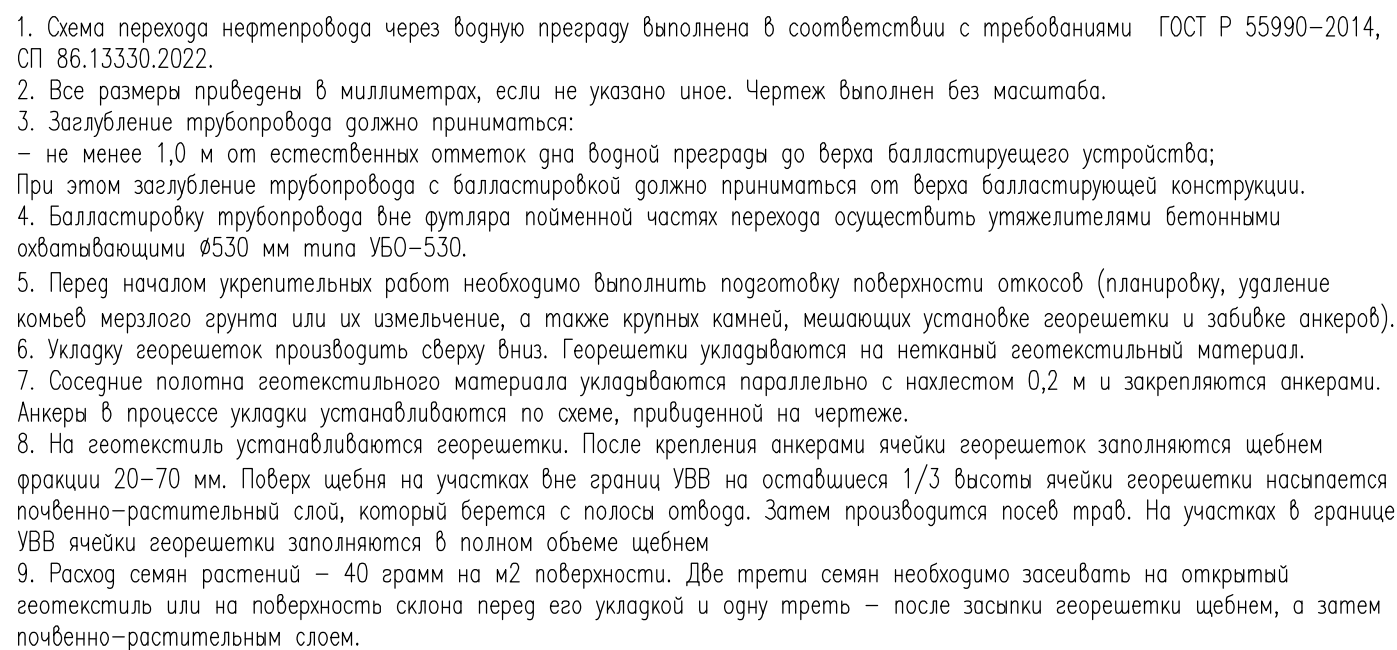 1. Схема перехода нефтепровода через водную преграду выполнена в соответствии с требованиями ГОСТ Р 55990–2014,
СП 86.13330.2022.
2. Все размеры приведены в миллиметрах, если не указано иное. Чертеж выполнен без масштаба.
3. Заглубление трубопровода должно приниматься:
– не менее 1,0 м от естественных отметок дна водной преграды до верха балластируещего устройства;
При этом заглубление трубопровода с балластировкой должно приниматься от верха балластирующей конструкции.
4. Балластировку трубопровода вне футляра пойменной частях перехода осуществить утяжелителями бетонными
охватывающими Ø530 мм типа УБО–530.
5. Перед началом укрепительных работ необходимо выполнить подготовку поверхности откосов (планировку, удаление
комьев мерзлого грунта или их измельчение, а также крупных камней, мешающих установке георешетки и забивке анкеров).
6. Укладку георешеток производить сверху вниз. Георешетки укладываются на нетканый геотекстильный материал.
7. Соседние полотна геотекстильного материала укладываются параллельно с нахлестом 0,2 м и закрепляются анкерами.
Анкеры в процессе укладки устанавливаются по схеме, привиденной на чертеже.
8. На геотекстиль устанавливаются георешетки. После крепления анкерами ячейки георешеток заполняются щебнем
фракции 20–70 мм. Поверх щебня на участках вне границ УВВ на оставшиеся 1/3 высоты ячейки георешетки насыпается
почвенно–растительный слой, который берется с полосы отвода. Затем производится посев трав. На участках в границе
УВВ ячейки георешетки заполняются в полном объеме щебнем
9. Расход семян растений – 40 грамм на м2 поверхности. Две трети семян необходимо засеивать на открытый
геотекстиль или на поверхность склона перед его укладкой и одну треть – после засыпки георешетки щебнем, а затем
почвенно–растительным слоем.